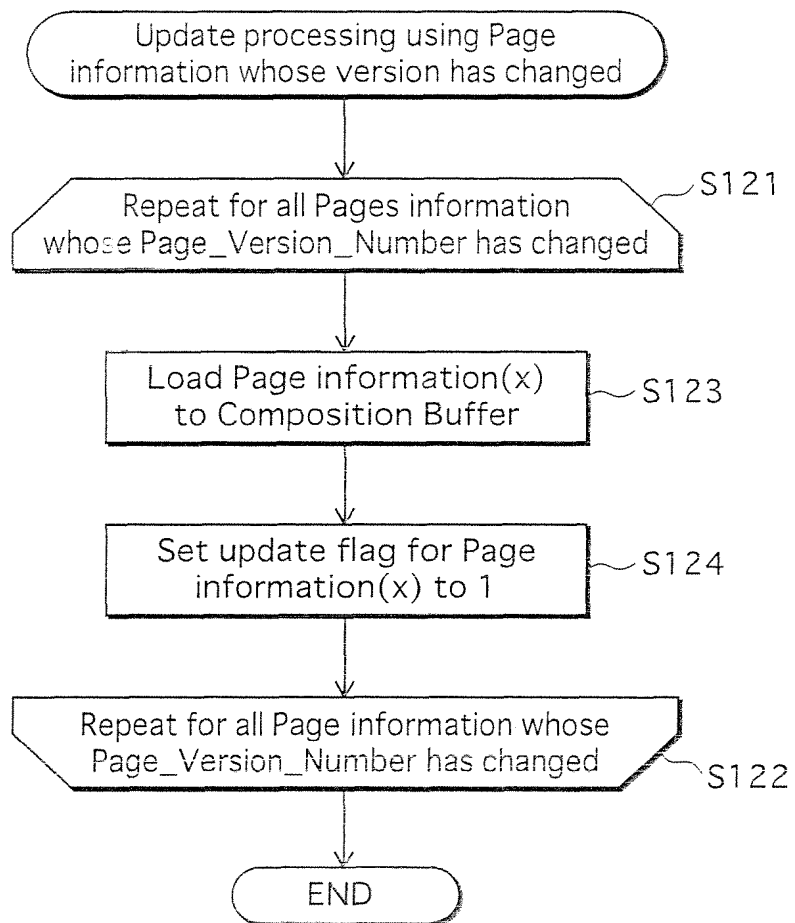 Update processing using Page
information whose version has changed
S121
Repeat for all Pages information
whose Page_Version_Number has changed
Load Page information(x)
to Composition Buffer
S123
Set update flag for Page
information(x) to 1
S124
Repeat for all Page information whose
Page_Version_Number has changed
S122
END